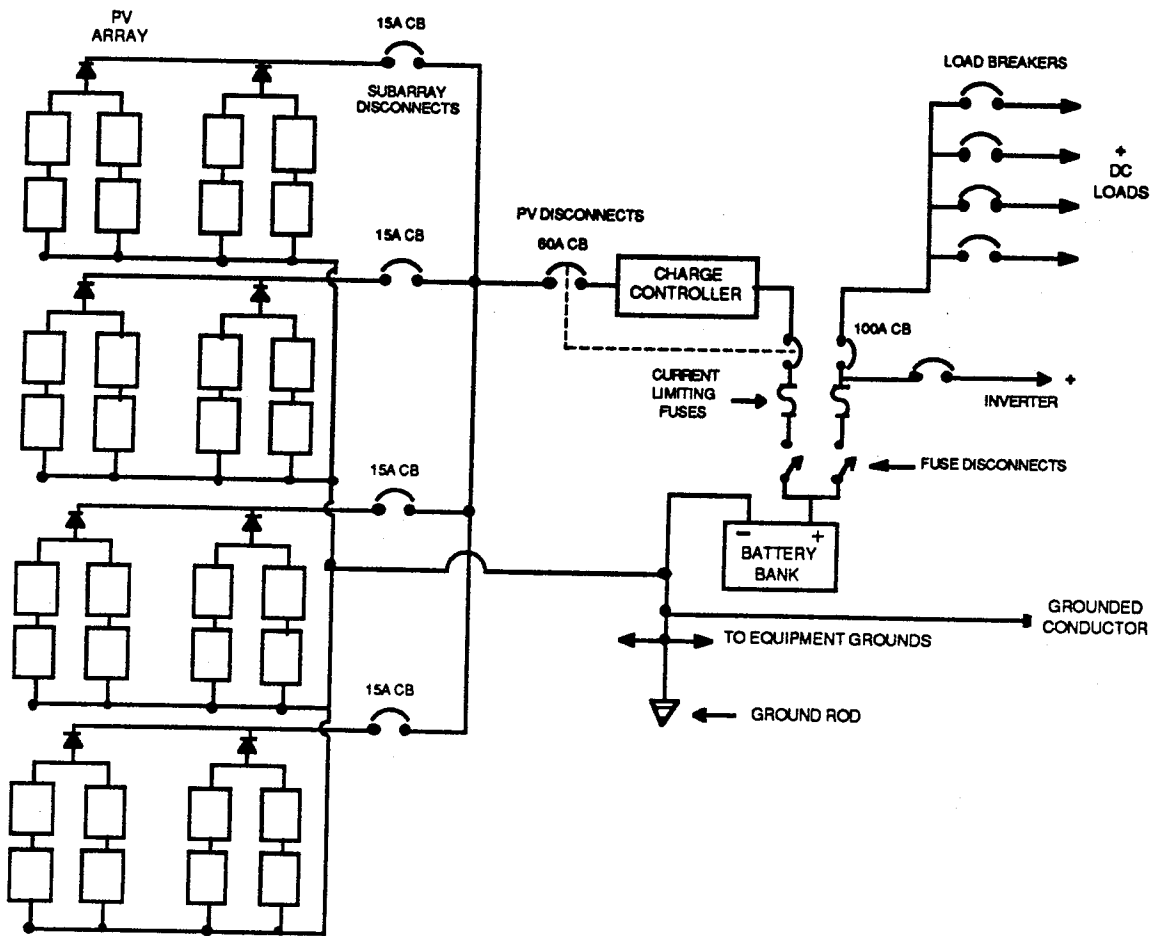 PV
ARRAY
15A CB
SUBARRAY
DISCONNECTS
LOAD BREAKERS
+
DC
LOADS
15A CB
PV DISCONNECTS
60A CB
CHARGE
CONTROLLER
100A CB
CURRENT
LIMITING
FUSES
+
INVERTER
15A CB
FUSE DISCONNECTS
- +
BATTERY
BANK
GROUNDED
CONDUCTOR
TO EQUIPMENT GROUNDS
15A CB
GROUND ROD